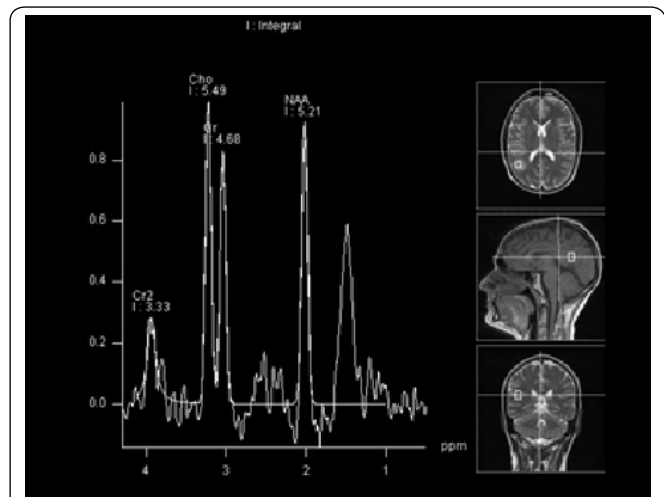 I : Integral
Cho
I : 5.49
Cr
I : 4.68
NAA
I : 5.21
Cr2
I : 3.33
0.8
0.6
0.4
0.2
0.0
ppm
4 3 2 1